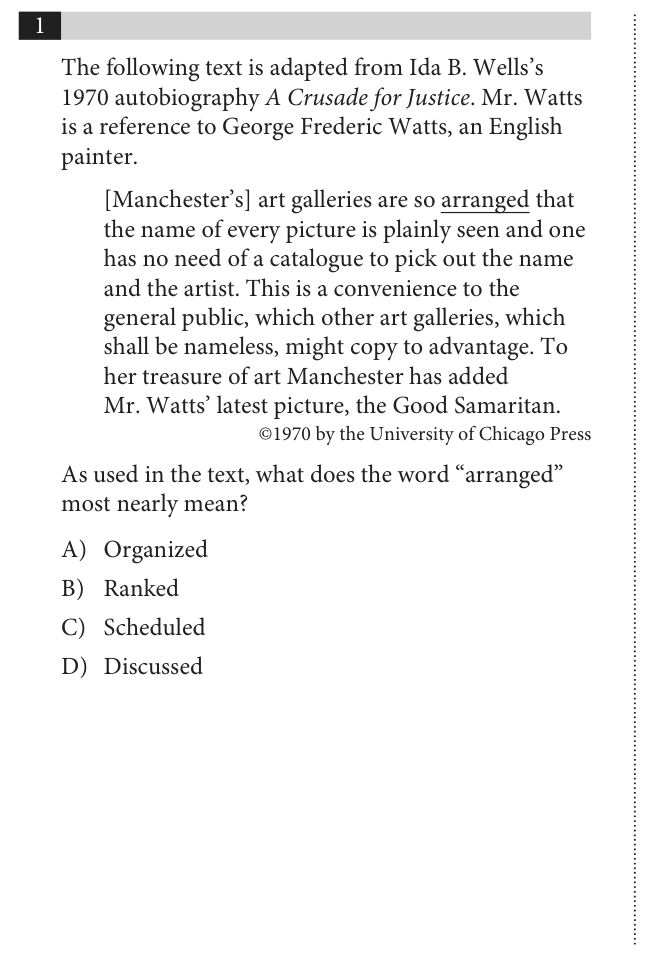 1
The following text is adapted from Ida B. Wells’s
1970 autobiography A Crusade for Justice. Mr. Watts
is a reference to George Frederic Watts, an English
painter.
[Manchester’s] art galleries are so arranged that
the name of every picture is plainly seen and one
has no need of a catalogue to pick out the name
and the artist. This is a convenience to the
general public, which other art galleries, which
shall be nameless, might copy to advantage. To
her treasure of art Manchester has added
Mr. Watts’ latest picture, the Good Samaritan.
©1970 by the University of Chicago Press
As used in the text, what does the word “arranged”
most nearly mean?
A) Organized
B) Ranked
C) Scheduled
D) Discussed